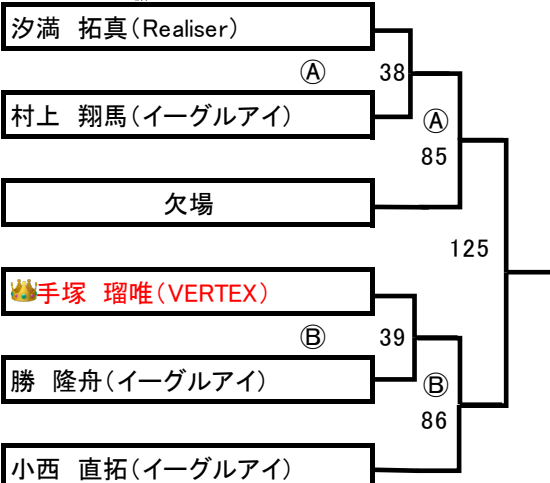 汐満 拓真(Realiser)
Ⓐ 38
村上 翔馬(イーグルアイ)
Ⓐ
85
欠場
125
手塚 瑠唯(VERTEX)
Ⓑ 39
勝 隆舟(イーグルアイ)
Ⓑ
86
小西 直拓(イーグルアイ)